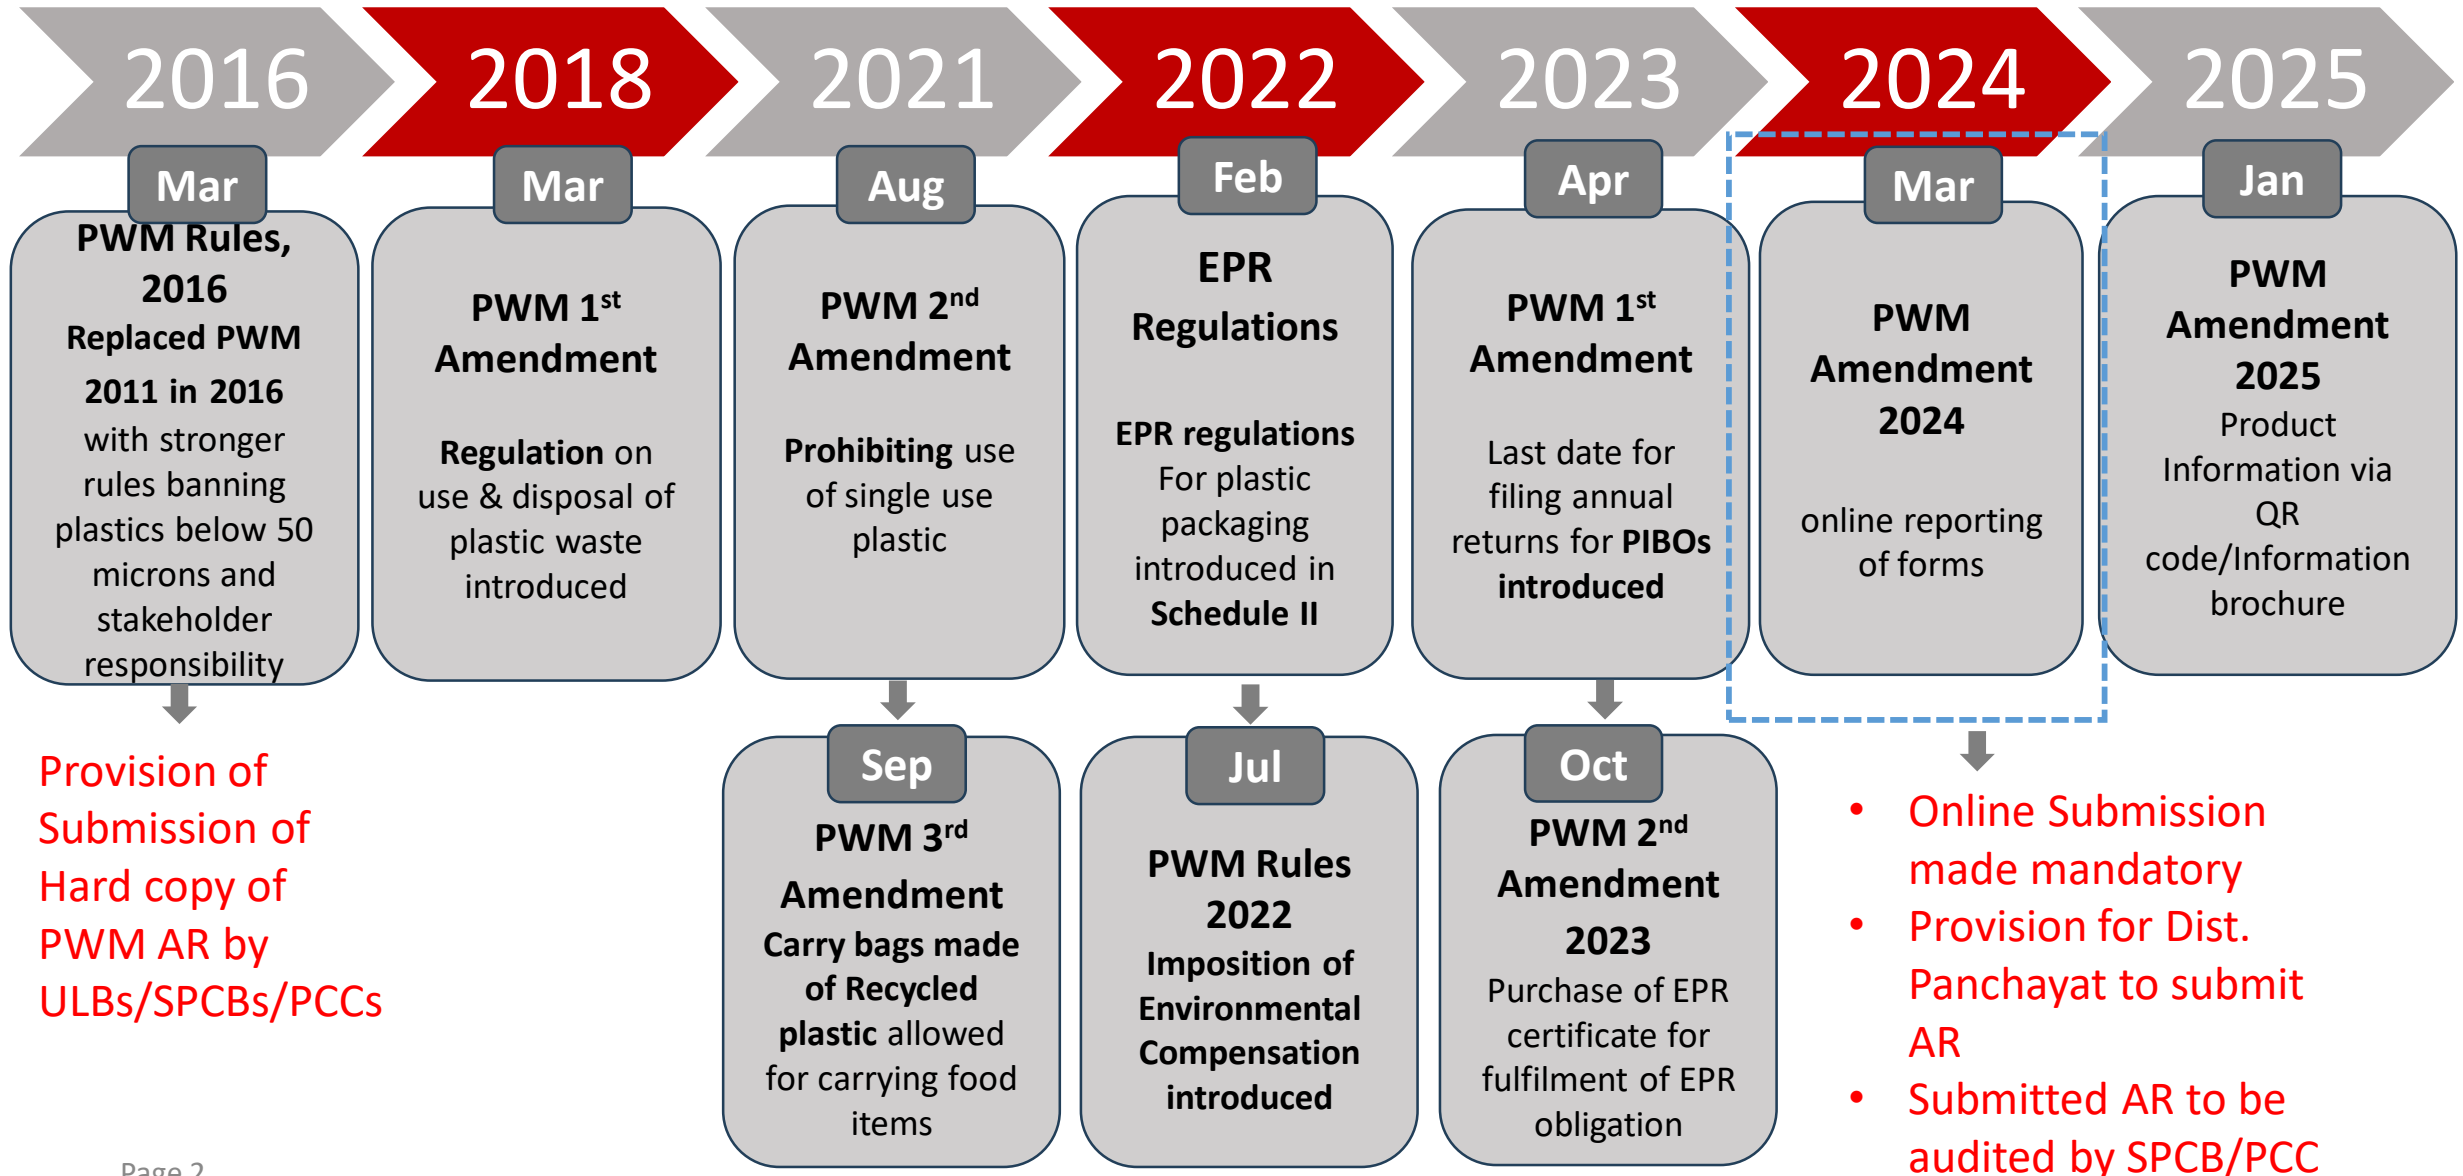 2016
2018
2021
2022
2023
2024
2025
Mar
PWM Rules,
2016
Replaced PWM
2011 in 2016
with stronger
rules banning
plastics below 50
microns and
stakeholder
responsibility
Provision of
Submission of
Hard copy of
PWM AR by
ULBs/SPCBs/PCCs
Mar
PWM 1st
Amendment
Regulation on
use & disposal of
plastic waste
introduced
Aug
PWM 2nd
Amendment
Prohibiting use
of single use
plastic
Sep
PWM 3rd
Amendment
Carry bags made
of Recycled
plastic allowed
for carrying food
items
Feb
EPR
Regulations
EPR regulations
For plastic
packaging
introduced in
Schedule II
Jul
PWM Rules
2022
Imposition of
Environmental
Compensation
introduced
Apr
PWM 1st
Amendment
Last date for
filing annual
returns for PIBOs
introduced
Oct
PWM 2nd
Amendment
2023
Purchase of EPR
certificate for
fulfilment of EPR
obligation
Mar
PWM
Amendment
2024
online reporting
of forms
• Online Submission
made mandatory
• Provision for Dist.
Panchayat to submit
AR
• Submitted AR to be
audited by SPCB/PCC
Jan
PWM
Amendment
2025
Product
Information via
QR
code/Information
brochure
Page 2